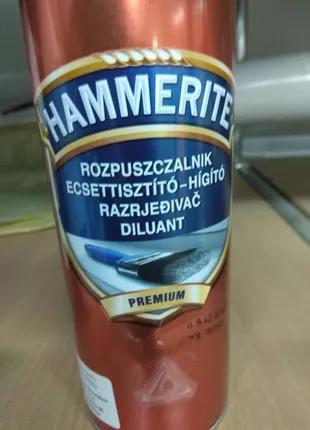 HAMMERITE
ROZPUSZCZALNIK
ECSETTISZTÍTÓ-HÍGÍTÓ
RAZRJEĐIVAČ
DILUANT
PREMIUM